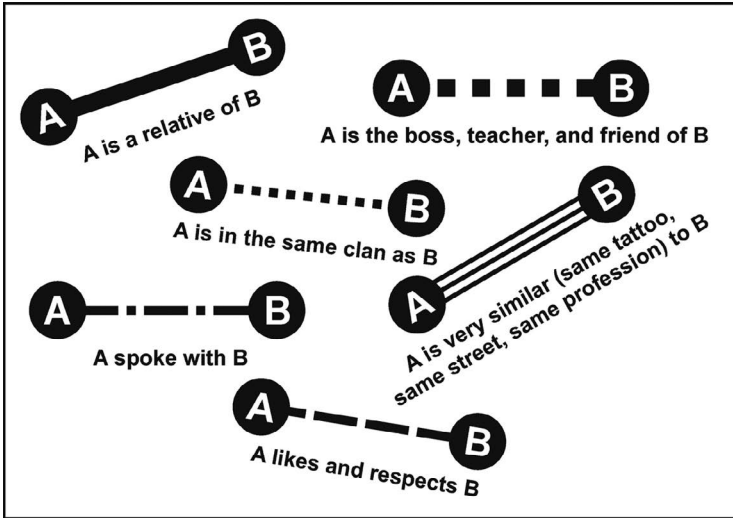 A B
A is a relative of B
A B
A is the boss, teacher, and friend of B
A B
A is in the same clan as B
A B
A is very similar (same tattoo,
same street, same profession) to B
A B
A spoke with B
A B
A likes and respects B